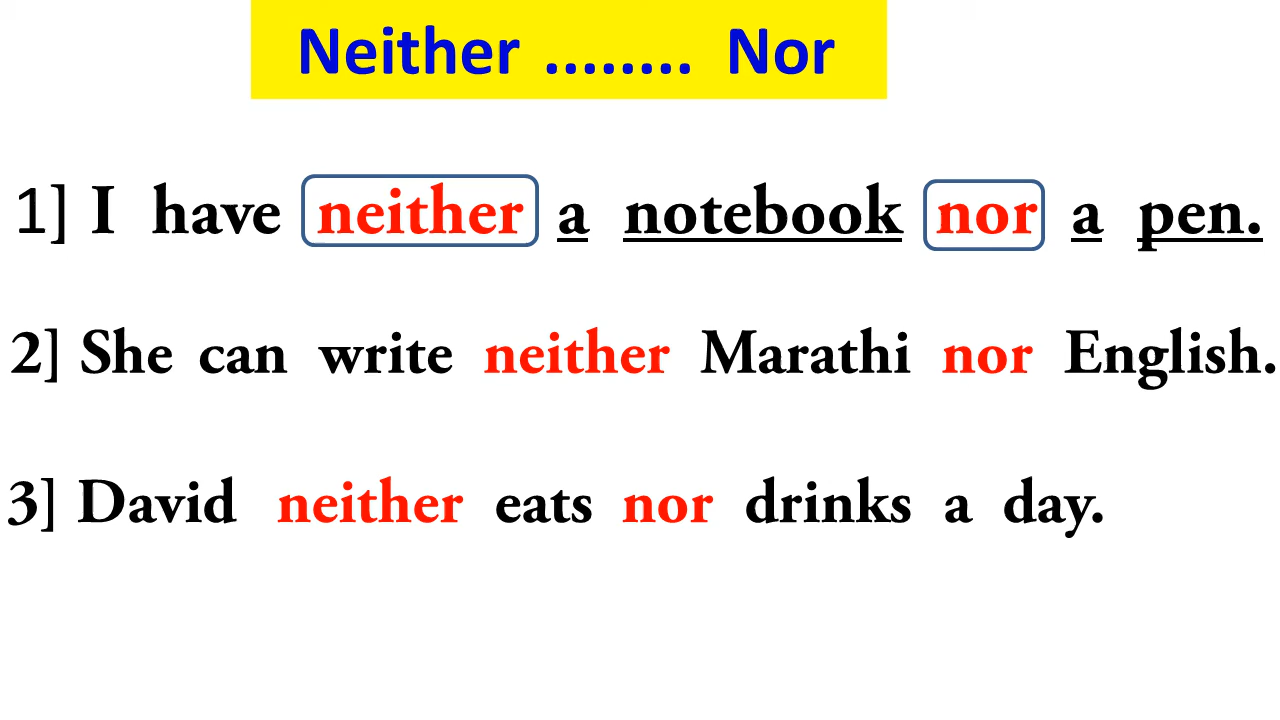 Neither ........ Nor
1] I have neither a notebook nor a pen.
2] She can write neither Marathi nor English.
3] David neither eats nor drinks a day.